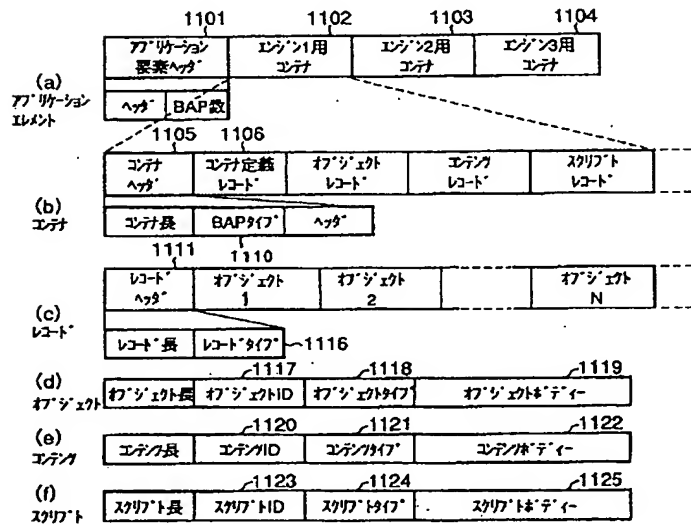 1101 1102 1103 1104
アプリケーション
要素ヘッダ
エンジン1用
コンテナ
エンジン2用
コンテナ
エンジン3用
コンテナ
(a)
アプリケーション
エレメント
ヘッダ BAP数
1105 1106
コンテナ
ヘッダ
コンテナ定義
レコード
オブジェクト
レコード
コンテンツ
レコード
スクリプト
レコード
(b)
コンテナ
コンテナ長 BAPタイプ ヘッダ
1111 1110
レコード
ヘッダ
オブジェクト
1
オブジェクト
2
オブジェクト
N
(c)
レコード
レコード長 レコードタイプ 1116
1117 1118 1119
(d)
オブジェクト
オブジェクト長 オブジェクトID オブジェクトタイプ オブジェクトボディー
1120 1121 1122
(e)
コンテンツ
コンテンツ長 コンテンツID コンテンツタイプ コンテンツボディー
1123 1124 1125
(f)
スクリプト
スクリプト長 スクリプトID スクリプトタイプ スクリプトボディー